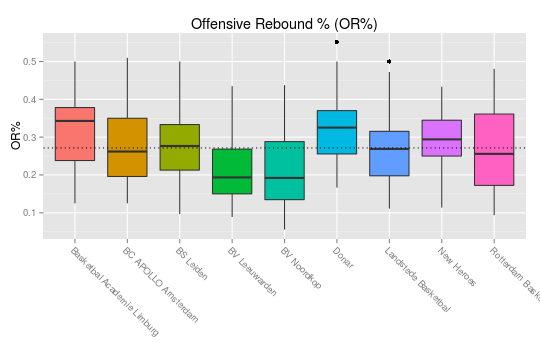 Offensive Rebound % (OR%)
OR%
0.5
0.4
0.3
0.2
0.1
Basketbal Academie Limburg
BC APOLLO Amsterdam
BS Leiden
BV Leeuwarden
BV Noordkop
Donar
Landstede Basketbal
New Heroes
Rotterdam Bask